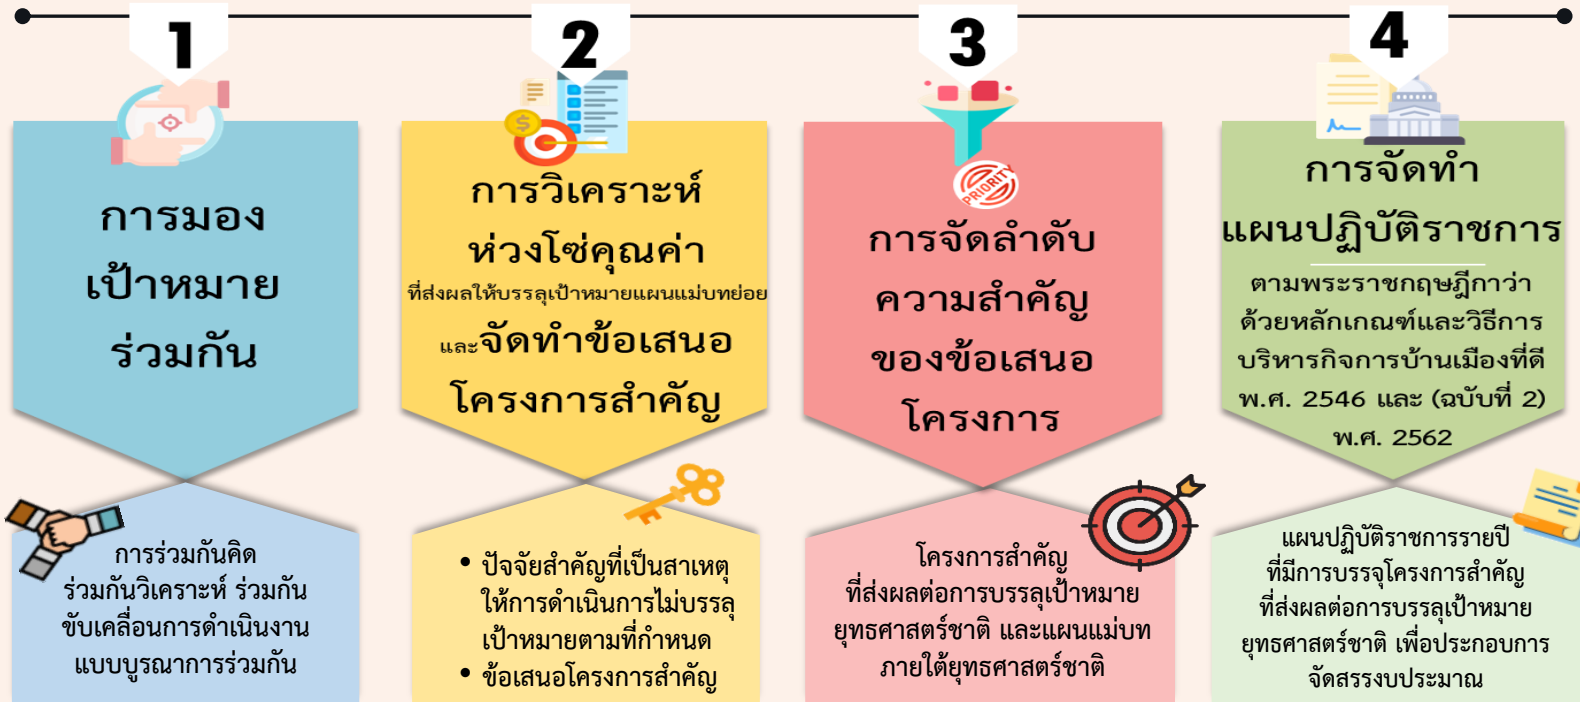 1
การมอง
เป้าหมาย
ร่วมกัน
การร่วมกันคิด
ร่วมกันวิเคราะห์ ร่วมกัน
ขับเคลื่อนการดำเนินงาน
แบบบูรณาการร่วมกัน
2
$
การวิเคราะห์
ห่วงโซ่คุณค่า
ที่ส่งผลให้บรรลุเป้าหมายแผนแม่บทย่อย
และจัดทำข้อเสนอ
โครงการสำคัญ
• ปัจจัยสำคัญที่เป็นสาเหตุ
ให้การดำเนินการไม่บรรลุ
เป้าหมายตามที่กำหนด
• ข้อเสนอโครงการสำคัญ
3
PRIORITY
การจัดลำดับ
ความสำคัญ
ของข้อเสนอ
โครงการ
โครงการสำคัญ
ที่ส่งผลต่อการบรรลุเป้าหมาย
ยุทธศาสตร์ชาติ และแผนแม่บท
ภายใต้ยุทธศาสตร์ชาติ
4
การจัดทำ
แผนปฏิบัติราชการ
ตามพระราชกฤษฎีกาว่า
ด้วยหลักเกณฑ์และวิธีการ
บริหารกิจการบ้านเมืองที่ดี
พ.ศ. 2546 และ (ฉบับที่ 2)
พ.ศ. 2562
แผนปฏิบัติราชการรายปี
ที่มีการบรรจุโครงการสำคัญ
ที่ส่งผลต่อการบรรลุเป้าหมาย
ยุทธศาสตร์ชาติ เพื่อประกอบการ
จัดสรรงบประมาณ